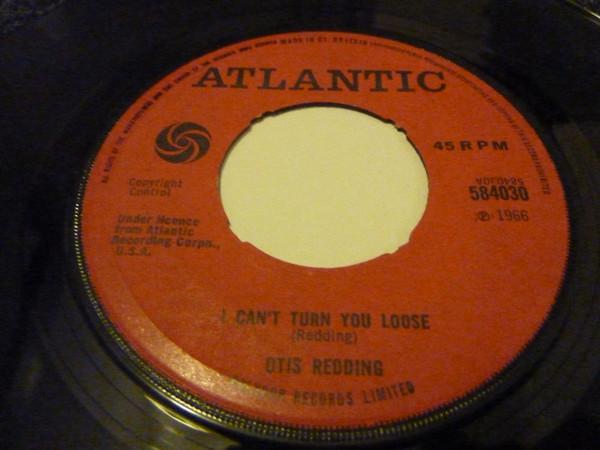 ATLANTIC
45 RPM
584030A
584030
℗ 1966
Copyright
Control
Under licence
from Atlantic
Recording Corpn.,
U.S.A.
I CAN'T TURN YOU LOOSE
(Redding)
OTIS REDDING
RECORDS LIMITED